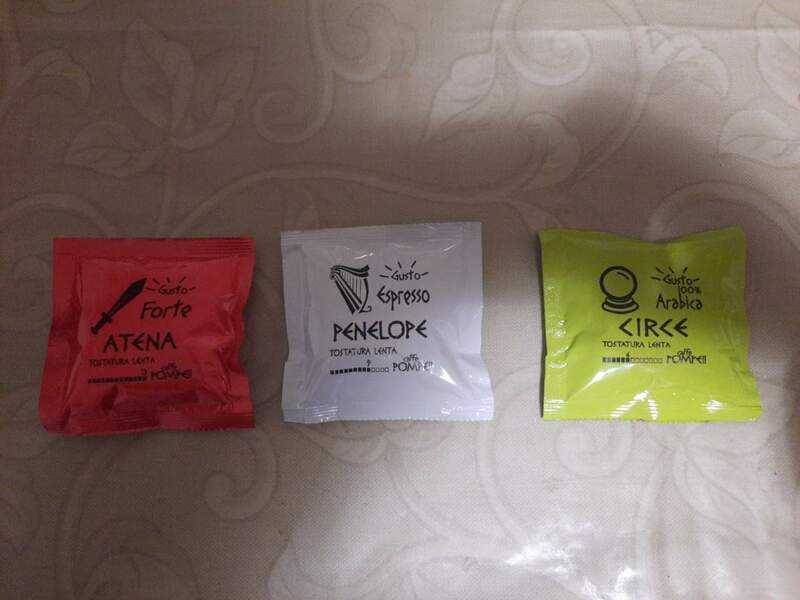 Gusto
Forte
ATENA
TOSTATURA LENTA
caffè
POMPEII
Gusto
Espresso
PENELOPE
TOSTATURA LENTA
9
caffè
POMPEII
Gusto
100%
Arabica
CIRCE
TOSTATURA LENTA
caffè
POMPEII